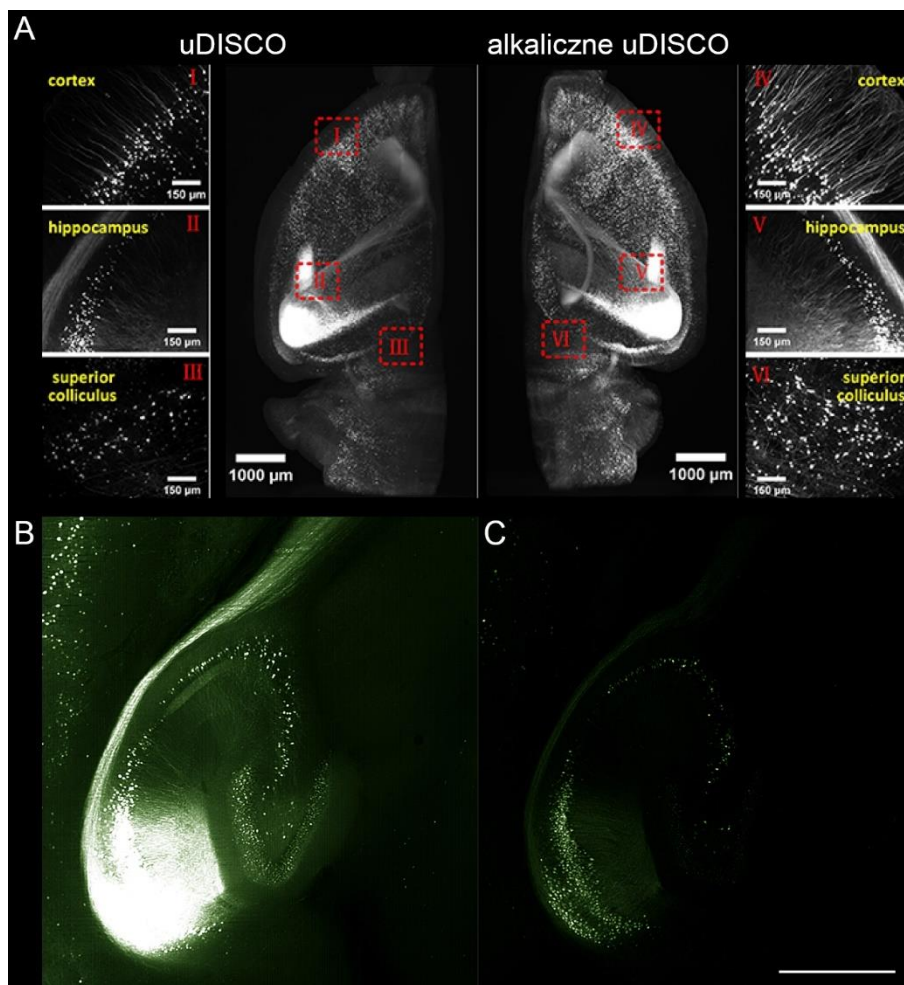 A
uDISCO
alkaliczne uDISCO
I
cortex
150 µm
II
hippocampus
150 µm
III
superior
colliculus
150 µm
I
II
III
1000 µm
IV
V
VI
1000 µm
IV
cortex
150 µm
V
hippocampus
150 µm
VI
superior
colliculus
150 µm
B
C